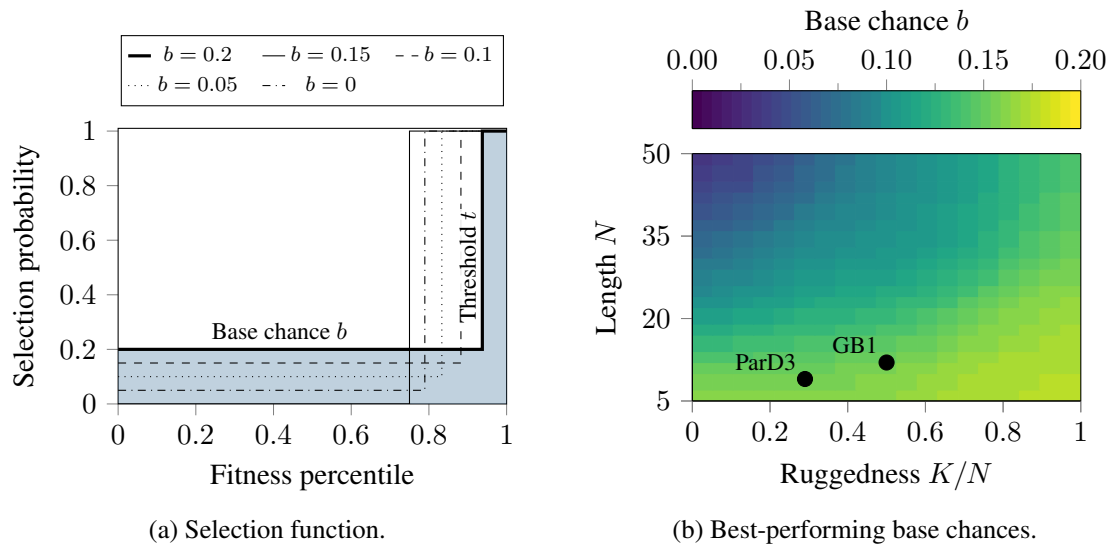 b = 0.2 b = 0.15 b = 0.1
b = 0.05 b = 0
Selection probability
1
0.8
0.6
0.4
0.2
0
Threshold t
Base chance b
0 0.2 0.4 0.6 0.8 1
Fitness percentile
(a) Selection function.
Base chance b
0.00 0.05 0.10 0.15 0.20
Length N
50
35
20
5
GB1
ParD3
0 0.2 0.4 0.6 0.8 1
Ruggedness K/N
(b) Best-performing base chances.